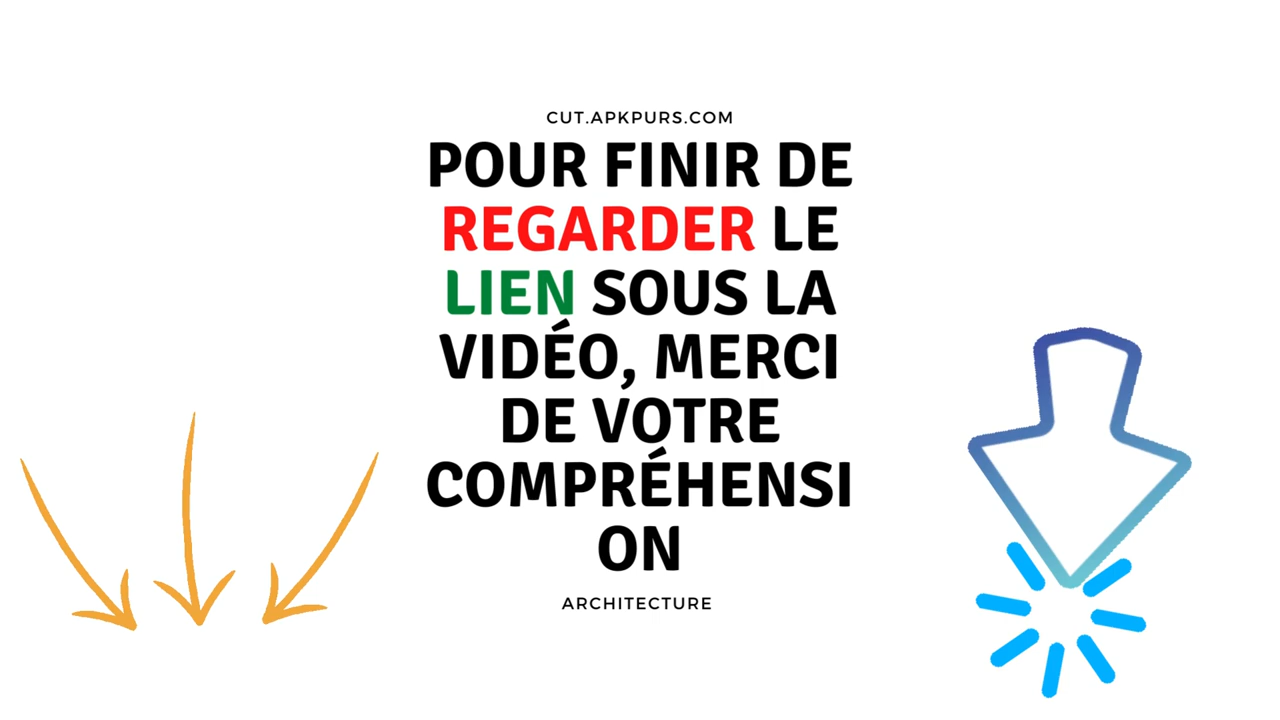 CUT.APKPURS.COM
POUR FINIR DE
REGARDER LE
LIEN SOUS LA
VIDÉO, MERCI
DE VOTRE
COMPRÉHENSI
ON
ARCHITECTURE